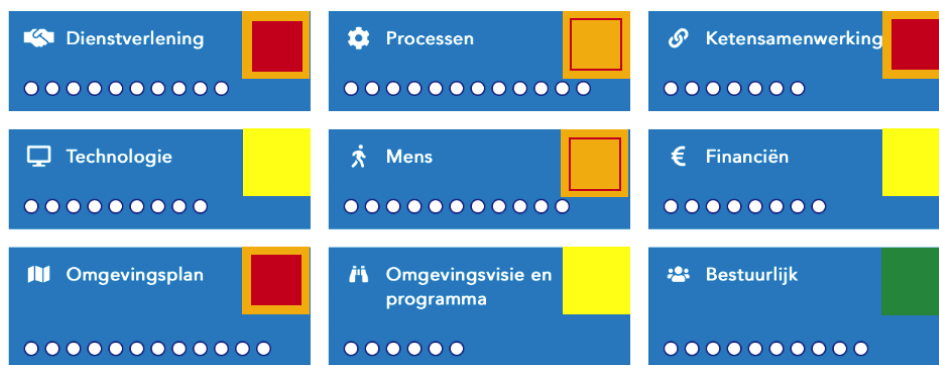 Dienstverlening
Processen
Ketensamenwerking
Technologie
Mens
Financiën
Omgevingsplan
Omgevingsvisie en
programma
Bestuurlijk